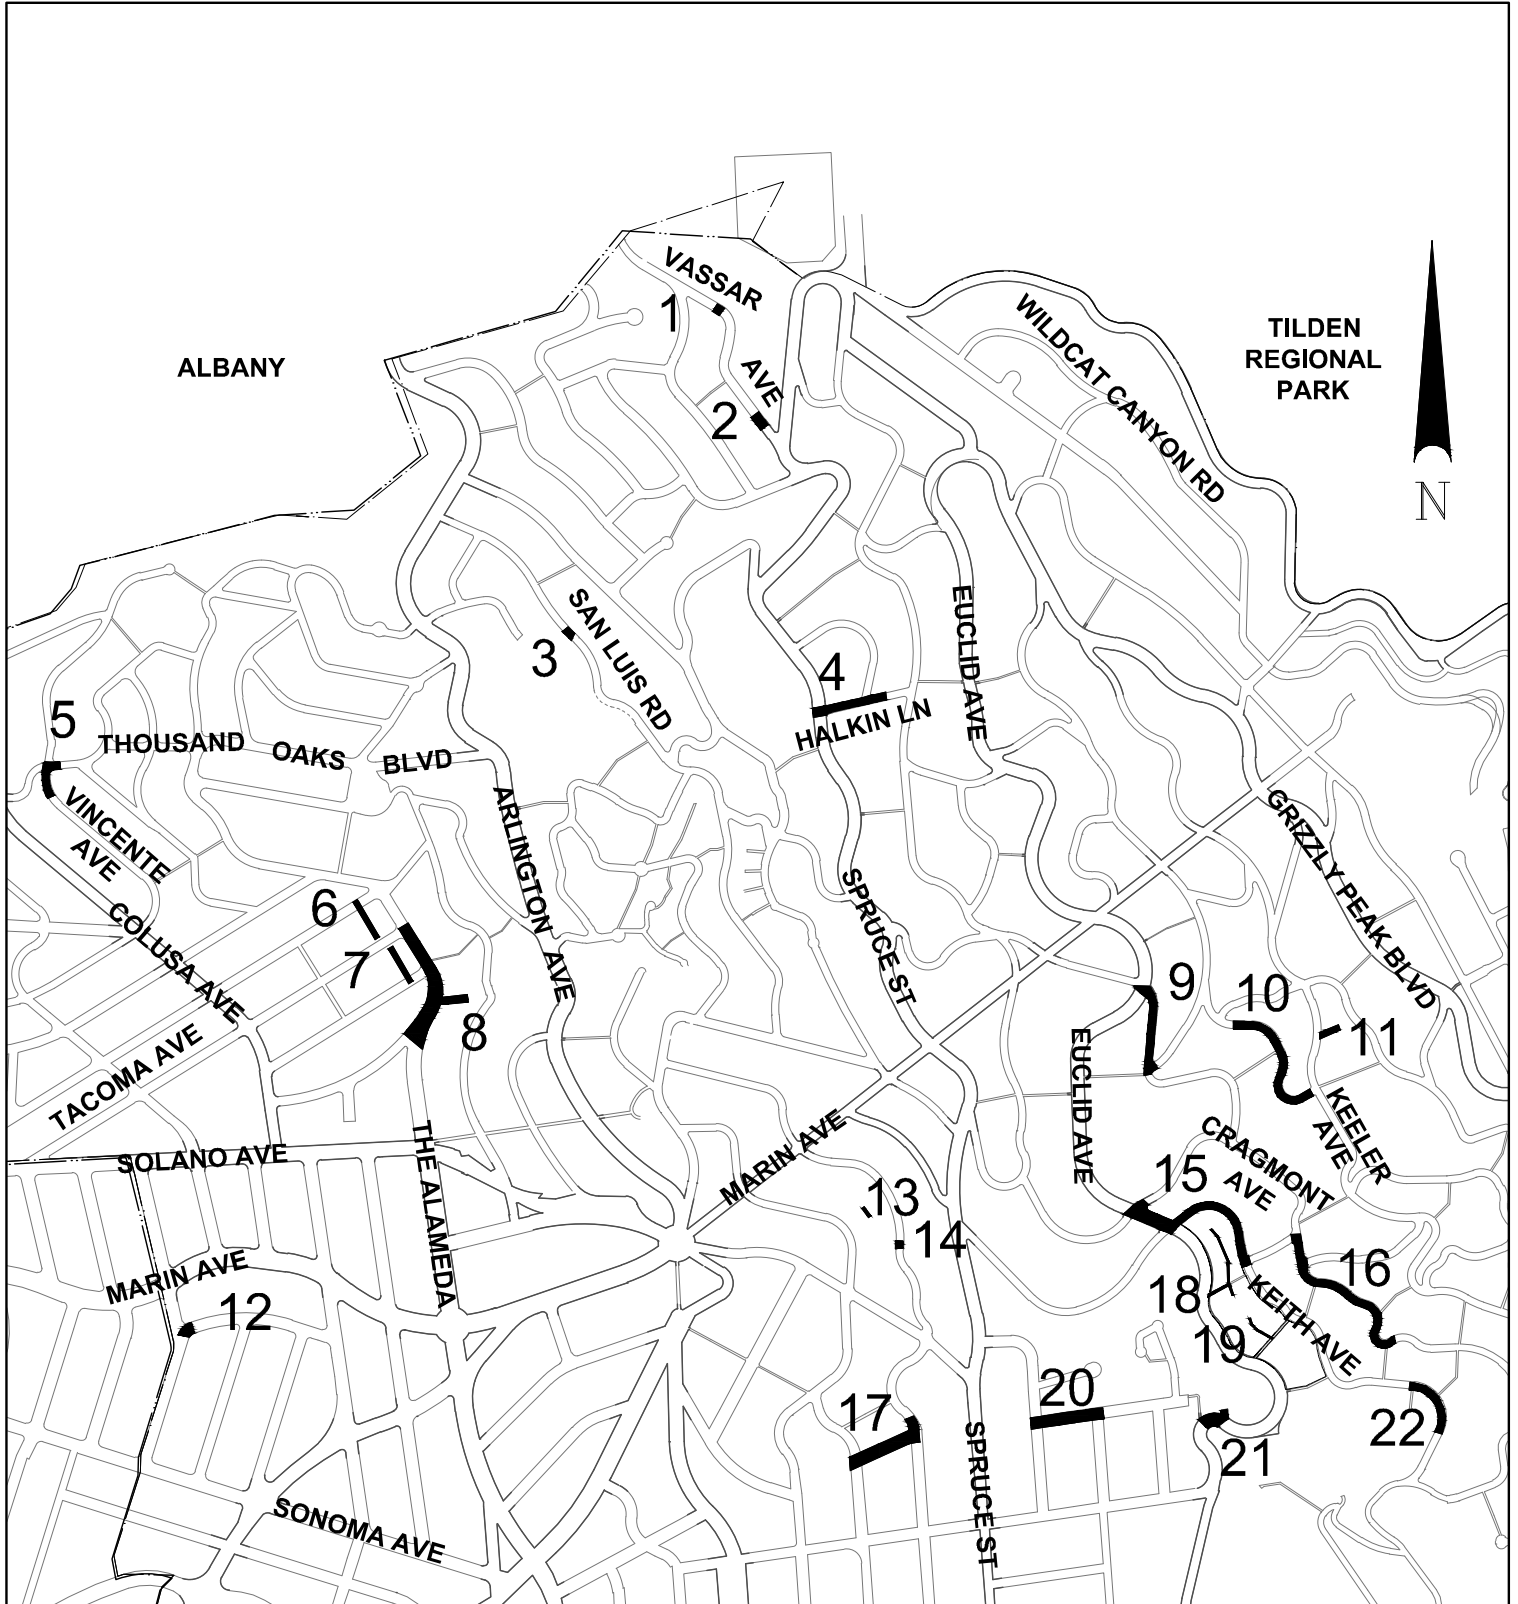 VASSAR
AVE
1
2
WILDCAT CANYON RD
TILDEN
REGIONAL
PARK
N
ALBANY
SAN LUIS RD
3
4
HALKIN LN
EUCLID AVE
5
THOUSAND OAKS BLVD
VINCENTE
AVE
ARLINGTON AVE
GRIZZLY PEAK BLVD
COLUSA AVE
6
7
8
SPRUCE ST
9
10
11
TACOMA AVE
EUCLID AVE
KEELER
AVE
CRAGMONT
AVE
SOLANO AVE
THE ALAMEDA
MARIN AVE
13
14
15
16
MARIN AVE
12
18
19
KEITH AVE
17
20
21
22
SPRUCE ST
SONOMA AVE